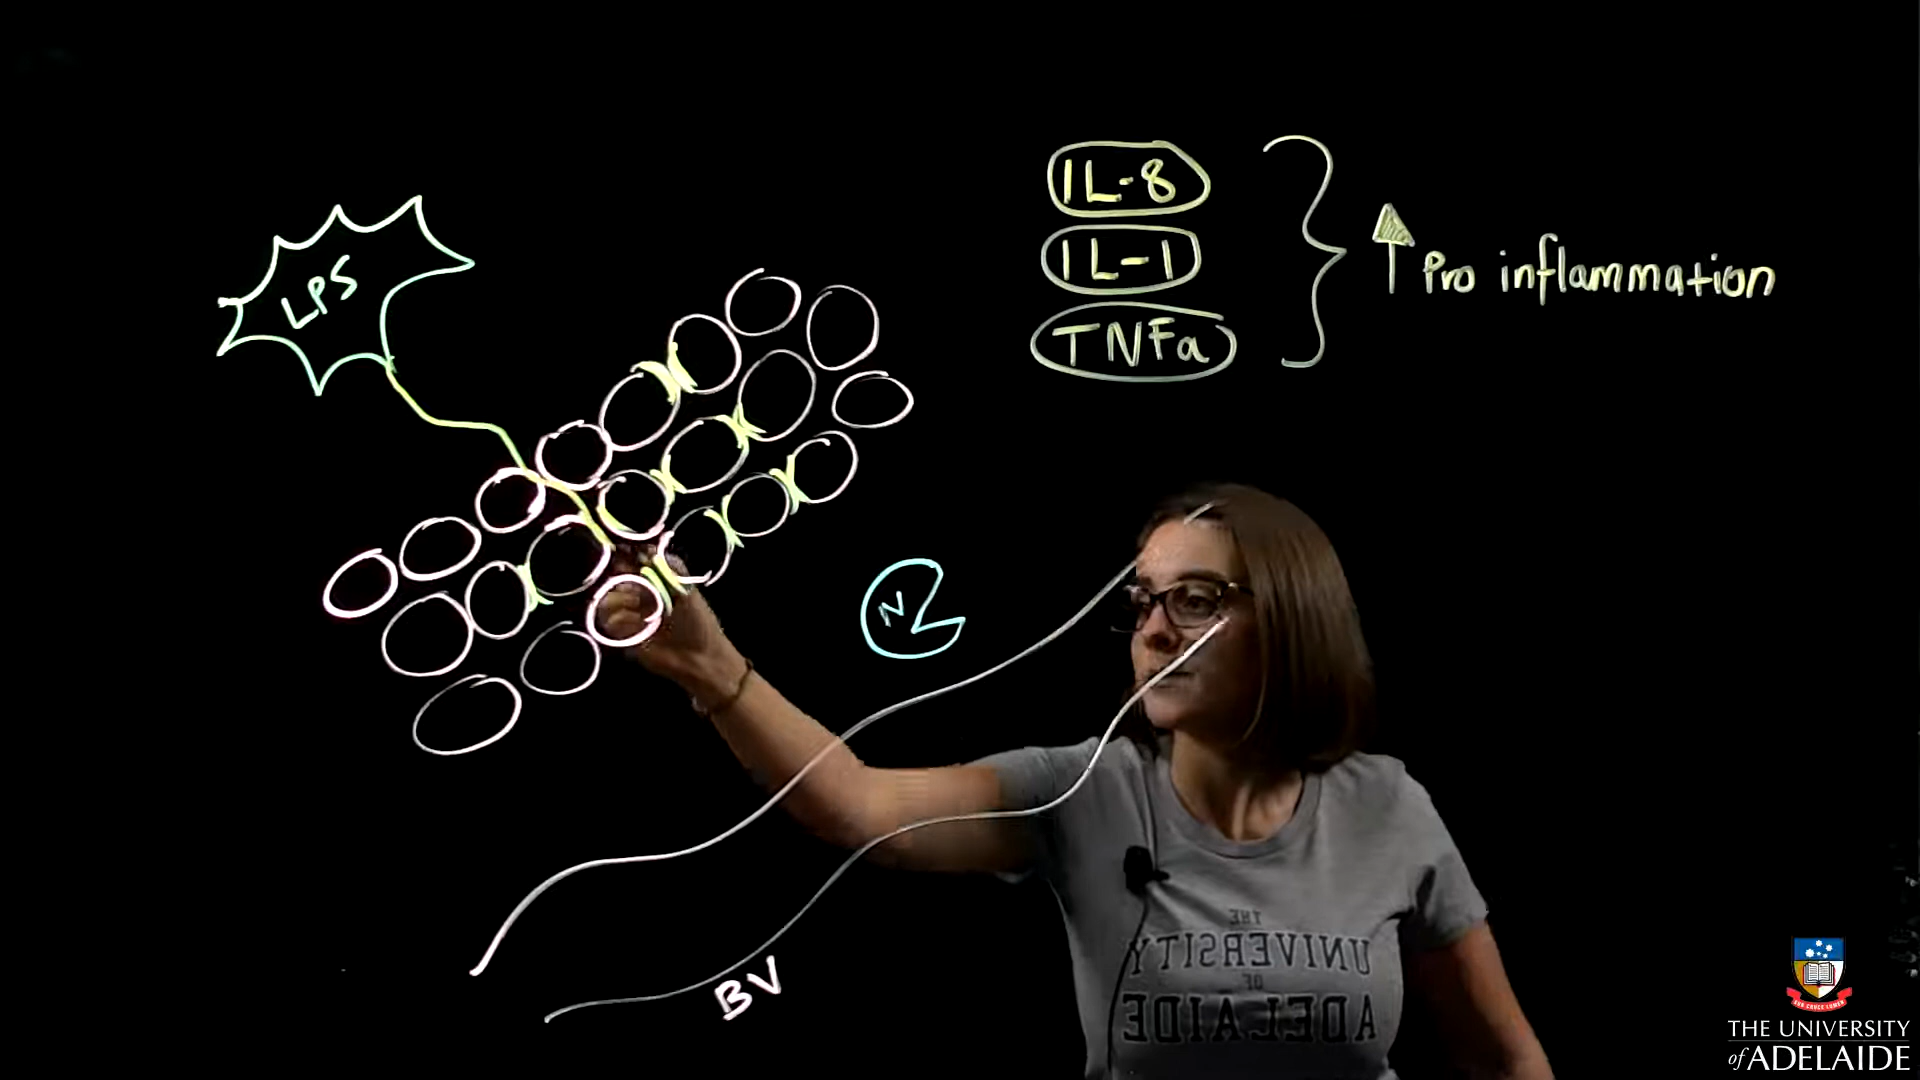 IL-8
IL-1
TNFa
↑ Pro inflammation
LPS
N
BV
THE
UNIVERSITY
OF
ADELAIDE
THE UNIVERSITY
of ADELAIDE